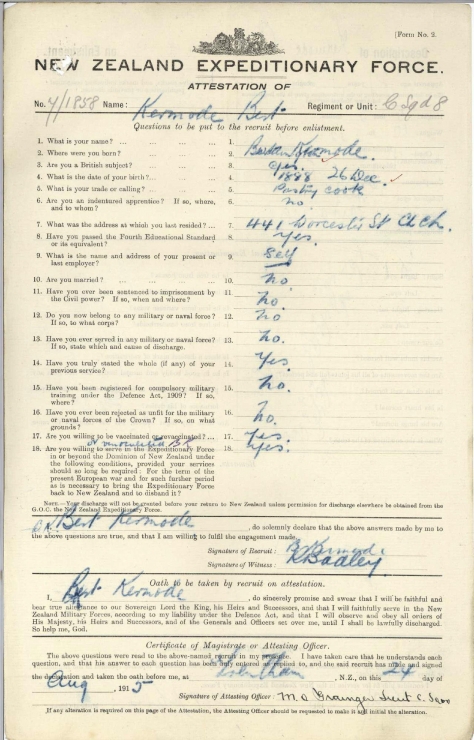 [Form No. 2.
NEW ZEALAND EXPEDITIONARY FORCE.
ATTESTATION OF
No. 7/1858 Name: Kermode Bert Regiment or Unit: C Sqd 8
Questions to be put to the recruit before enlistment.
1. What is your name? ... 1. Kermode.
2. Where were you born? ... 2.
3. Are you a British subject? ... 3. Yes.
4. What is the date of your birth? ... 4. 1888 26 Dec.
5. What is your trade or calling? ... 5. Pastry cook
6. Are you an indentured apprentice? If so, where, 6. no.
and to whom?
7. What was the address at which you last resided? ... 7. 441 Worcester St Ch.Ch.
8. Have you passed the Fourth Educational Standard 8. Yes.
or its equivalent?
9. What is the name and address of your present or 9. Self
last employer?
10. Are you married? ... 10. no.
11. Have you ever been sentenced to imprisonment by 11. no.
the Civil power? If so, when and where?
12. Do you now belong to any military or naval force? 12. no
If so, to what corps?
13. Have you ever served in any military or naval force? 13. no.
If so, state which and cause of discharge.
14. Have you truly stated the whole (if any) of your 14. Yes.
previous service?
15. Have you been registered for compulsory military 15. no.
training under the Defence Act, 1909? If so,
where?
16. Have you ever been rejected as unfit for the military 16. no.
or naval forces of the Crown? If so, on what
grounds?
17. Are you willing to be vaccinated or revaccinated? ... 17. Yes.
or inoculated BK
18. Are you willing to serve in the Expeditionary Force 18. Yes.
in or beyond the Dominion of New Zealand under
the following conditions, provided your services
should so long be required: For the term of the
present European war and for such further period
as is necessary to bring the Expeditionary Force
back to New Zealand and to disband it?
NOTE.—Your discharge will not be granted before your return to New Zealand unless permission for discharge elsewhere be obtained from the
G.O.C. the New Zealand Expeditionary Force.
I, Bert Kermode, do solemnly declare that the above answers made by me to
the above questions are true, and that I am willing to fulfil the engagement made.
Signature of Recruit: B Kermode.
Signature of Witness:
Oath to be taken by recruit on attestation.
I, Bert Kermode, do sincerely promise and swear that I will be faithful and
bear true allegiance to our Sovereign Lord the King, his Heirs and Successors, and that I will faithfully serve in the New
Zealand Military Forces, according to my liability under the Defence Act, and that I will observe and obey all orders of
His Majesty, his Heirs and Successors, and of the Generals and Officers set over me, until I shall be lawfully discharged.
So help me, God.
Certificate of Magistrate or Attesting Officer.
The above questions were read to the above-named recruit in my presence. I have taken care that he understands each
question, and that his answer to each question has been duly entered as replied to, and the said recruit has made and signed
the declaration and taken the oath before me, at Trentham, N.Z., on this 24 day of
Aug, 1915
Signature of Attesting Officer: Grainger Lieut
If any alteration is required on this page of the Attestation, the Attesting Officer should be requested to make it and initial the alteration.